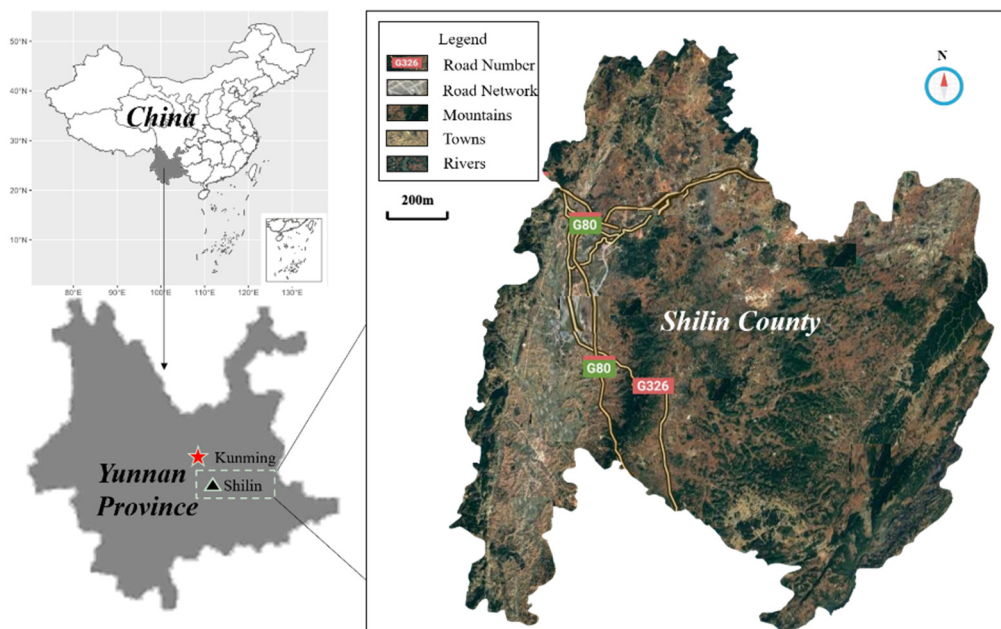 50°N
40°N
30°N
20°N
10°N
80°E
90°E
100°E
110°E
120°E
130°E
China
Kunming
Shilin
Yunnan
Province
Legend
G326
Road Number
Road Network
Mountains
Towns
Rivers
200m
N
G80
Shilin County
G80
G326